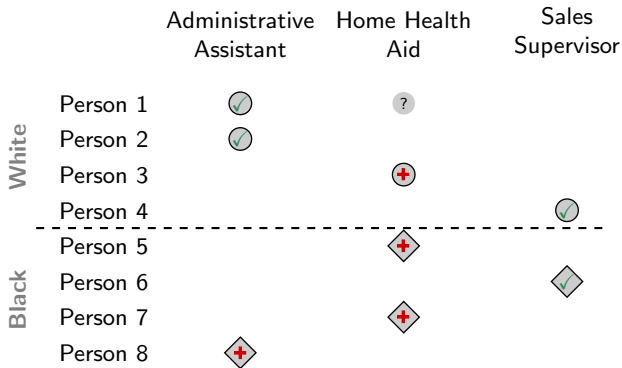 Administrative Assistant
Home Health Aid
Sales Supervisor
White
Person 1
?
Person 2
Person 3
Person 4
Black
Person 5
Person 6
Person 7
Person 8